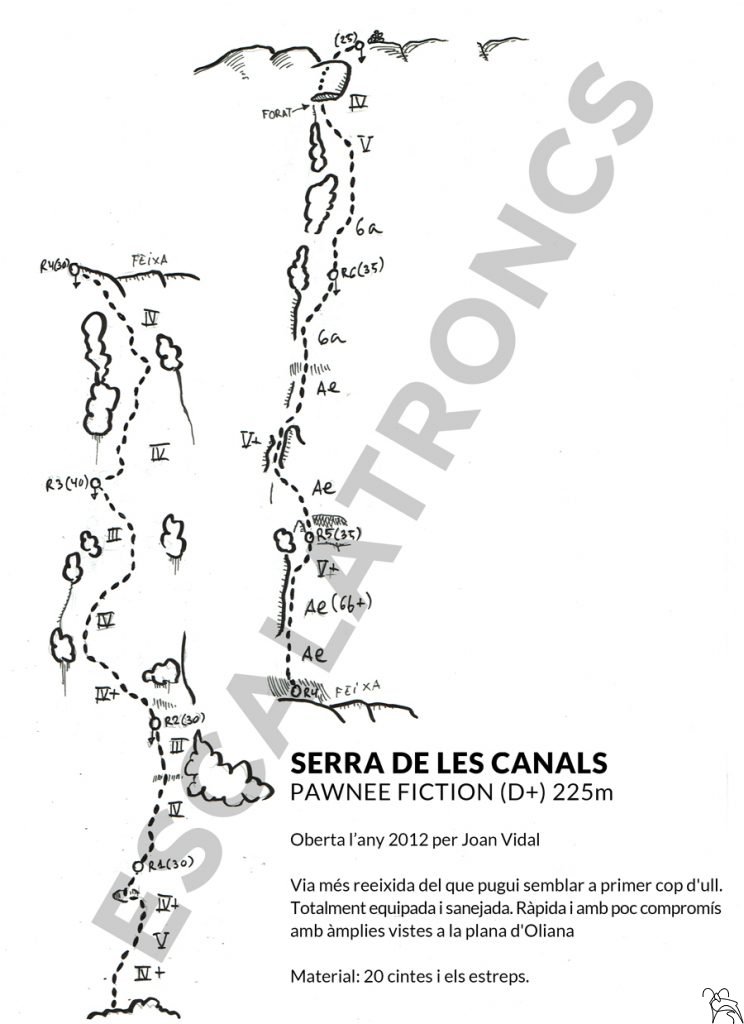 (25)
FORAT
IV
V
6a
R6(35)
6a
Ae
V+
Ae
R5(35)
V+
Ae(6b+)
Ae
R4
FEIXA
R4(30)
FEIXA
IV
IV
R3(40)
III
IV
IV+
R2(30)
III
IV
R1(30)
IV+
V
IV+
ESCALATRONCS
SERRA DE LES CANALS
PAWNEE FICTION (D+) 225m
Oberta l'any 2012 per Joan Vidal
Via més reeixida del que pugui semblar a primer cop d'ull.
Totalment equipada i sanejada. Ràpida i amb poc compromís
amb àmplies vistes a la plana d'Oliana
Material: 20 cintes i els estreps.